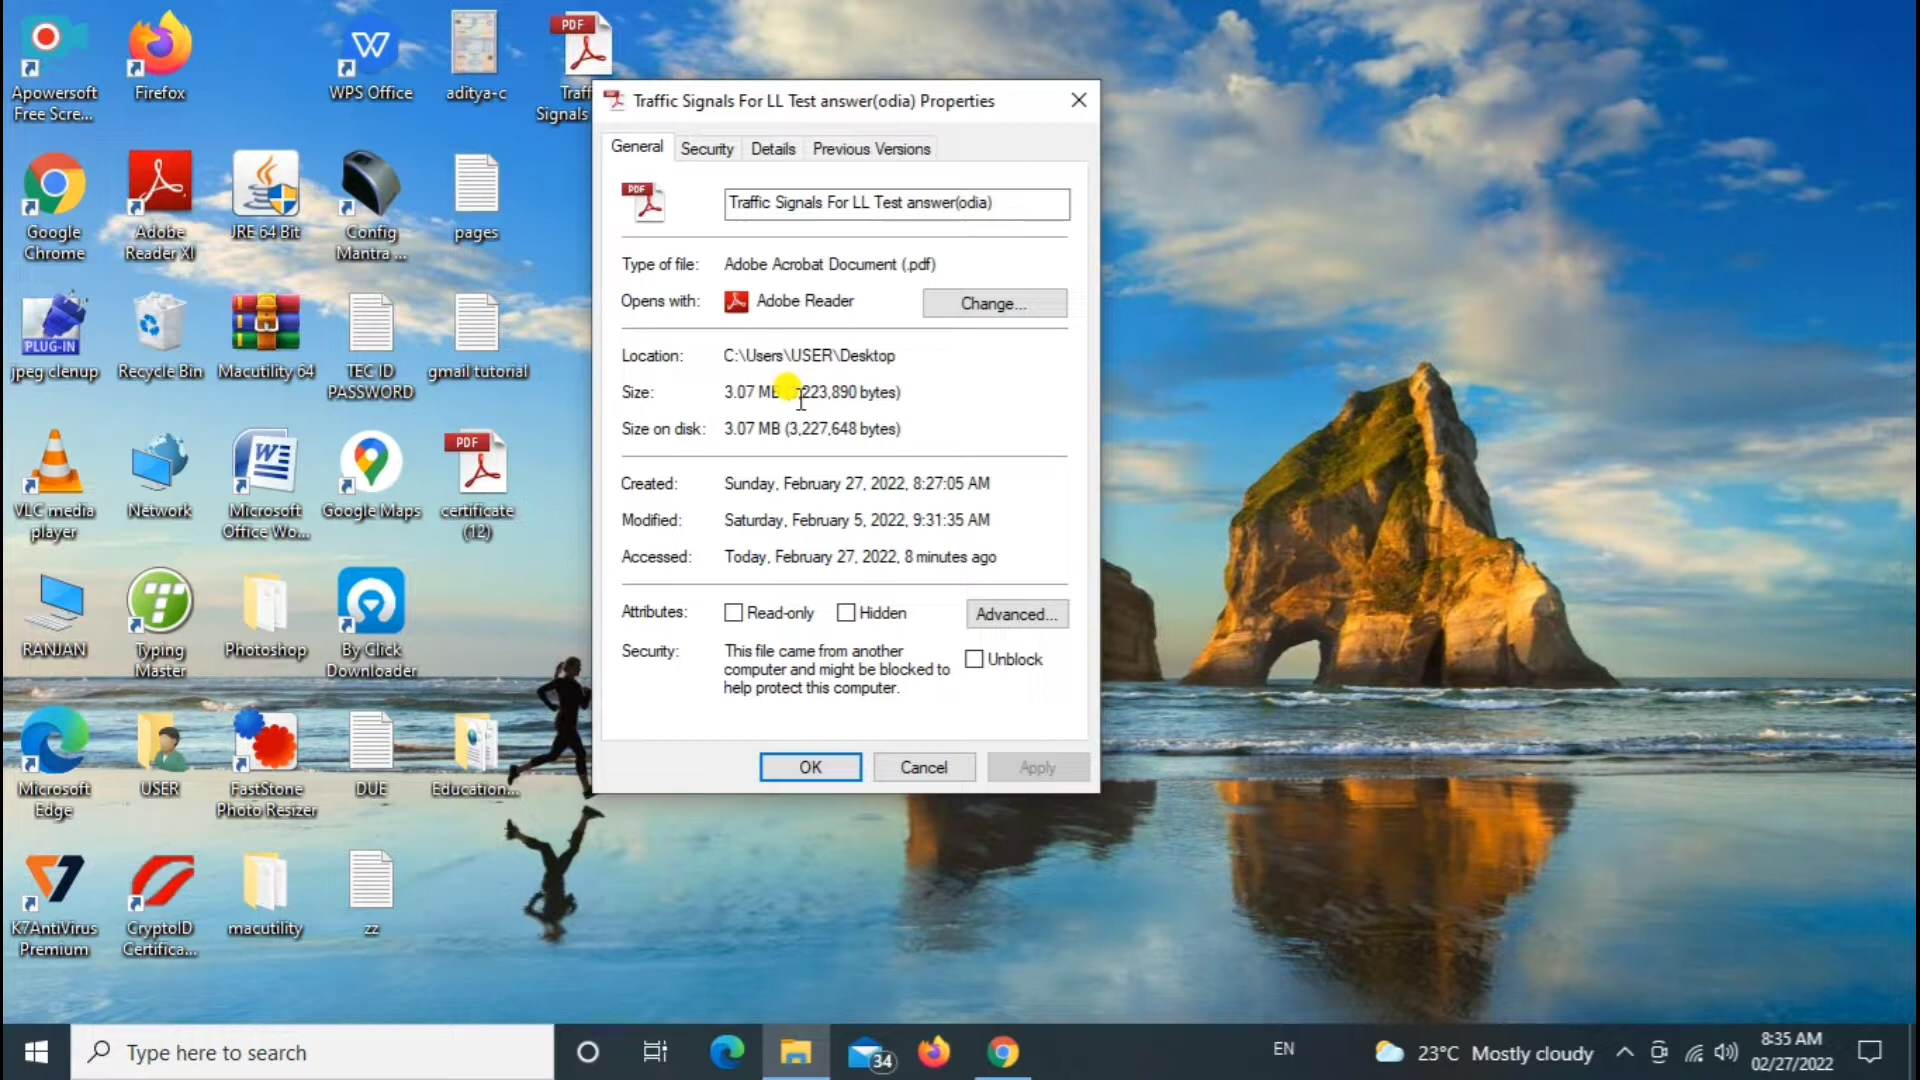 Apowersoft
Free Scre...
Firefox
WPS Office
aditya-c
PDF
Traff
Signals
Google
Chrome
Adobe
Reader XI
JRE 64 Bit
Config
Mantra ...
pages
PLUG-IN
jpeg clenup
Recycle Bin
Macutility 64
TEC ID
PASSWORD
gmail tutorial
VLC media
player
Network
Microsoft
Office Wo...
Google Maps
PDF
certificate
(12)
RANJAN
Typing
Master
Photoshop
By Click
Downloader
Microsoft
Edge
USER
FastStone
Photo Resizer
DUE
Education...
K7AntiVirus
Premium
CryptoID
Certifica...
macutility
zz
Traffic Signals For LL Test answer(odia) Properties
General Security Details Previous Versions
PDF
Traffic Signals For LL Test answer(odia)
Type of file: Adobe Acrobat Document (.pdf)
Opens with: Adobe Reader Change...
Location: C:\Users\USER\Desktop
Size: 3.07 MB 223,890 bytes)
Size on disk: 3.07 MB (3,227,648 bytes)
Created: Sunday, February 27, 2022, 8:27:05 AM
Modified: Saturday, February 5, 2022, 9:31:35 AM
Accessed: Today, February 27, 2022, 8 minutes ago
Attributes: Read-only Hidden Advanced...
Security: This file came from another
computer and might be blocked to
help protect this computer.
Unblock
OK Cancel Apply
Type here to search
34
EN
23°C Mostly cloudy
8:35 AM
02/27/2022